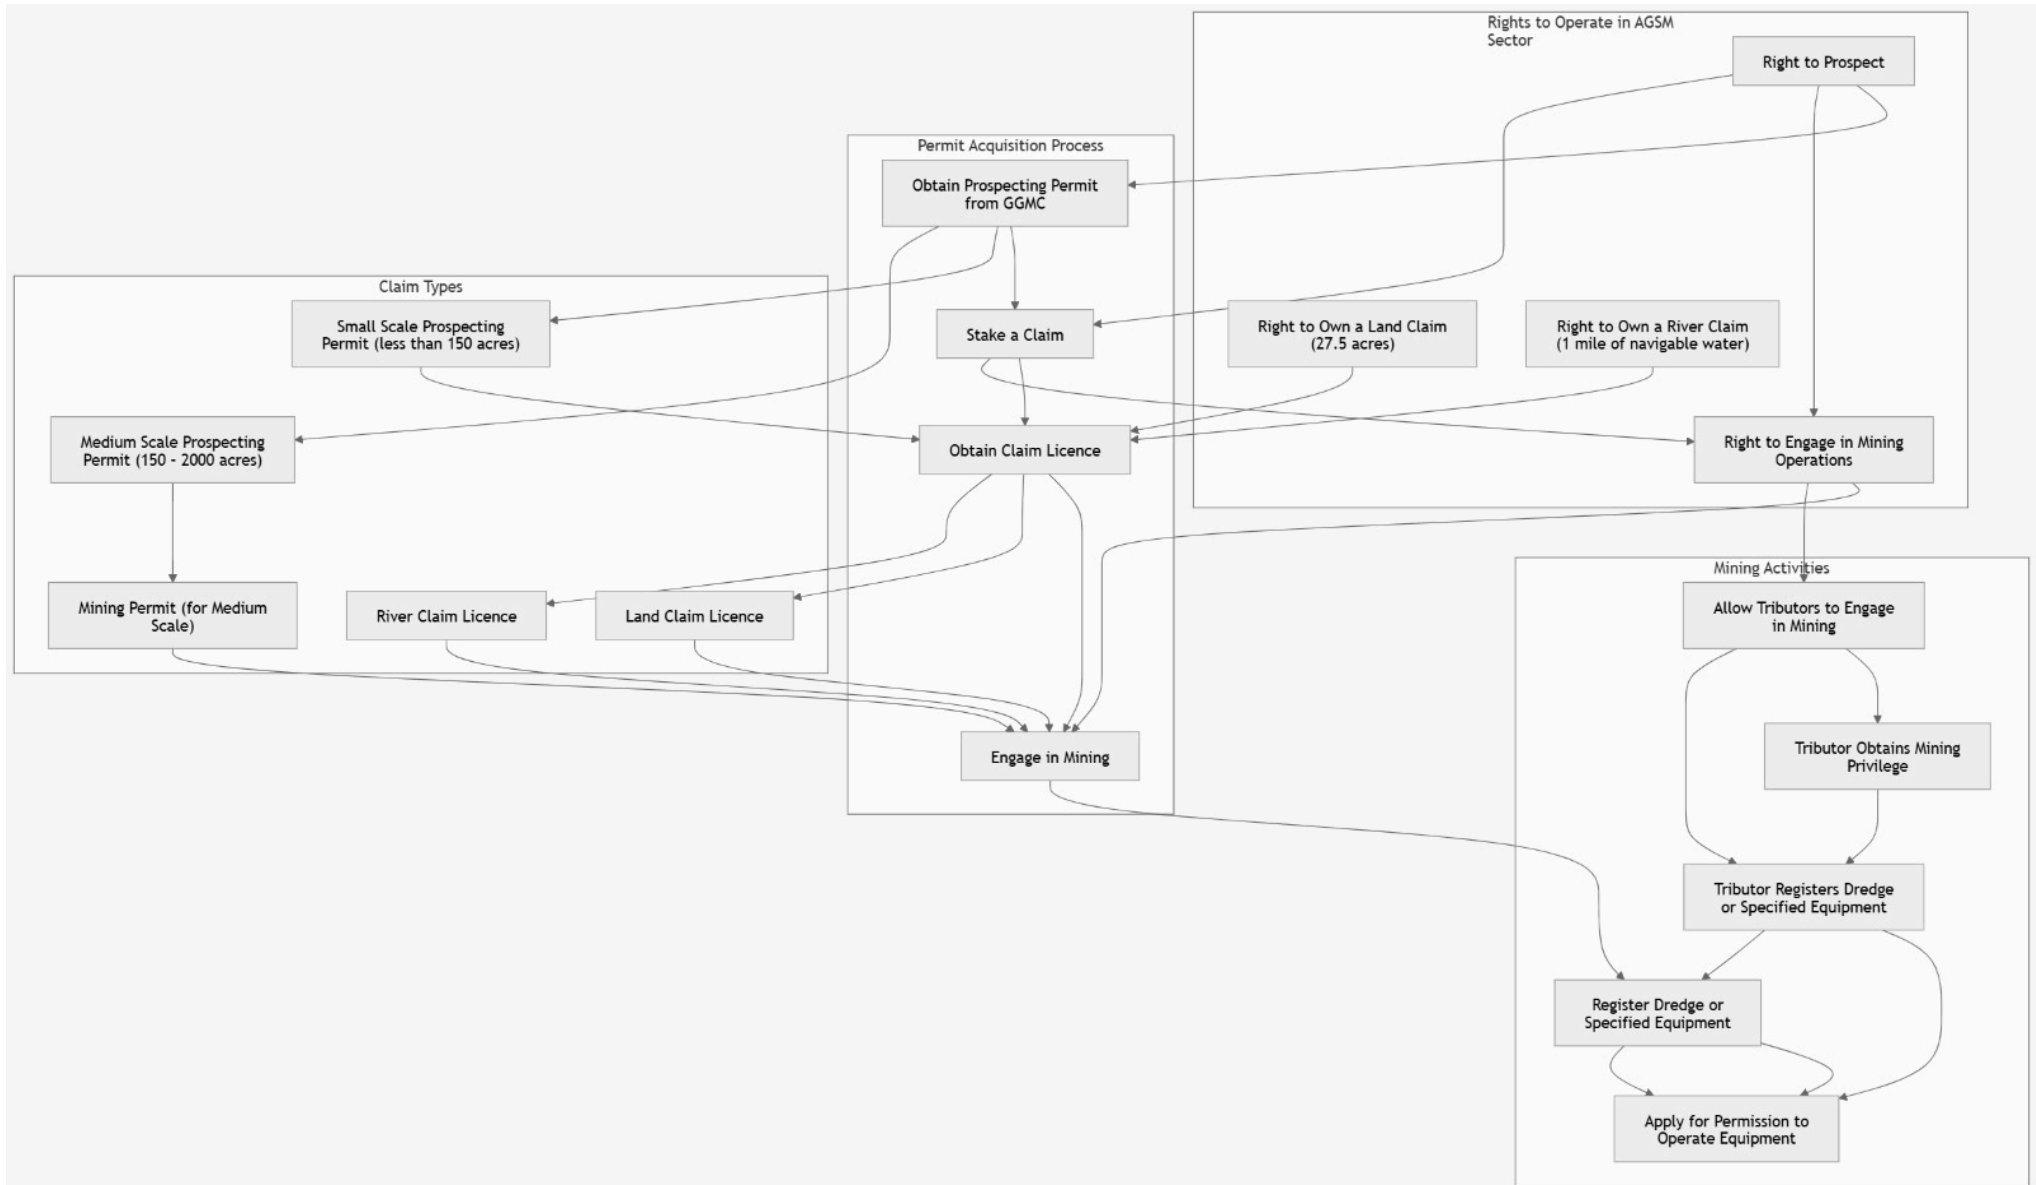 Rights to Operate in AGSM
Sector
Right to Prospect
Permit Acquisition Process
Obtain Prospecting Permit
from GGMC
Claim Types
Small Scale Prospecting
Permit (less than 150 acres)
Stake a Claim
Right to Own a Land Claim
(27.5 acres)
Right to Own a River Claim
(1 mile of navigable water)
Medium Scale Prospecting
Permit (150 - 2000 acres)
Obtain Claim Licence
Right to Engage in Mining
Operations
Mining Activities
Mining Permit (for Medium
Scale)
River Claim Licence
Land Claim Licence
Allow Tributors to Engage
in Mining
Engage in Mining
Tributor Obtains Mining
Privilege
Tributor Registers Dredge
or Specified Equipment
Register Dredge or
Specified Equipment
Apply for Permission to
Operate Equipment